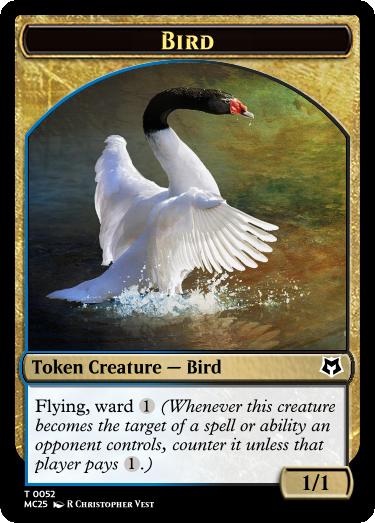 Bird
Token Creature — Bird
Flying, ward 1 (Whenever this creature
becomes the target of a spell or ability an
opponent controls, counter it unless that
player pays 1.)
1/1
T 0052
MC25 R Christopher Vest